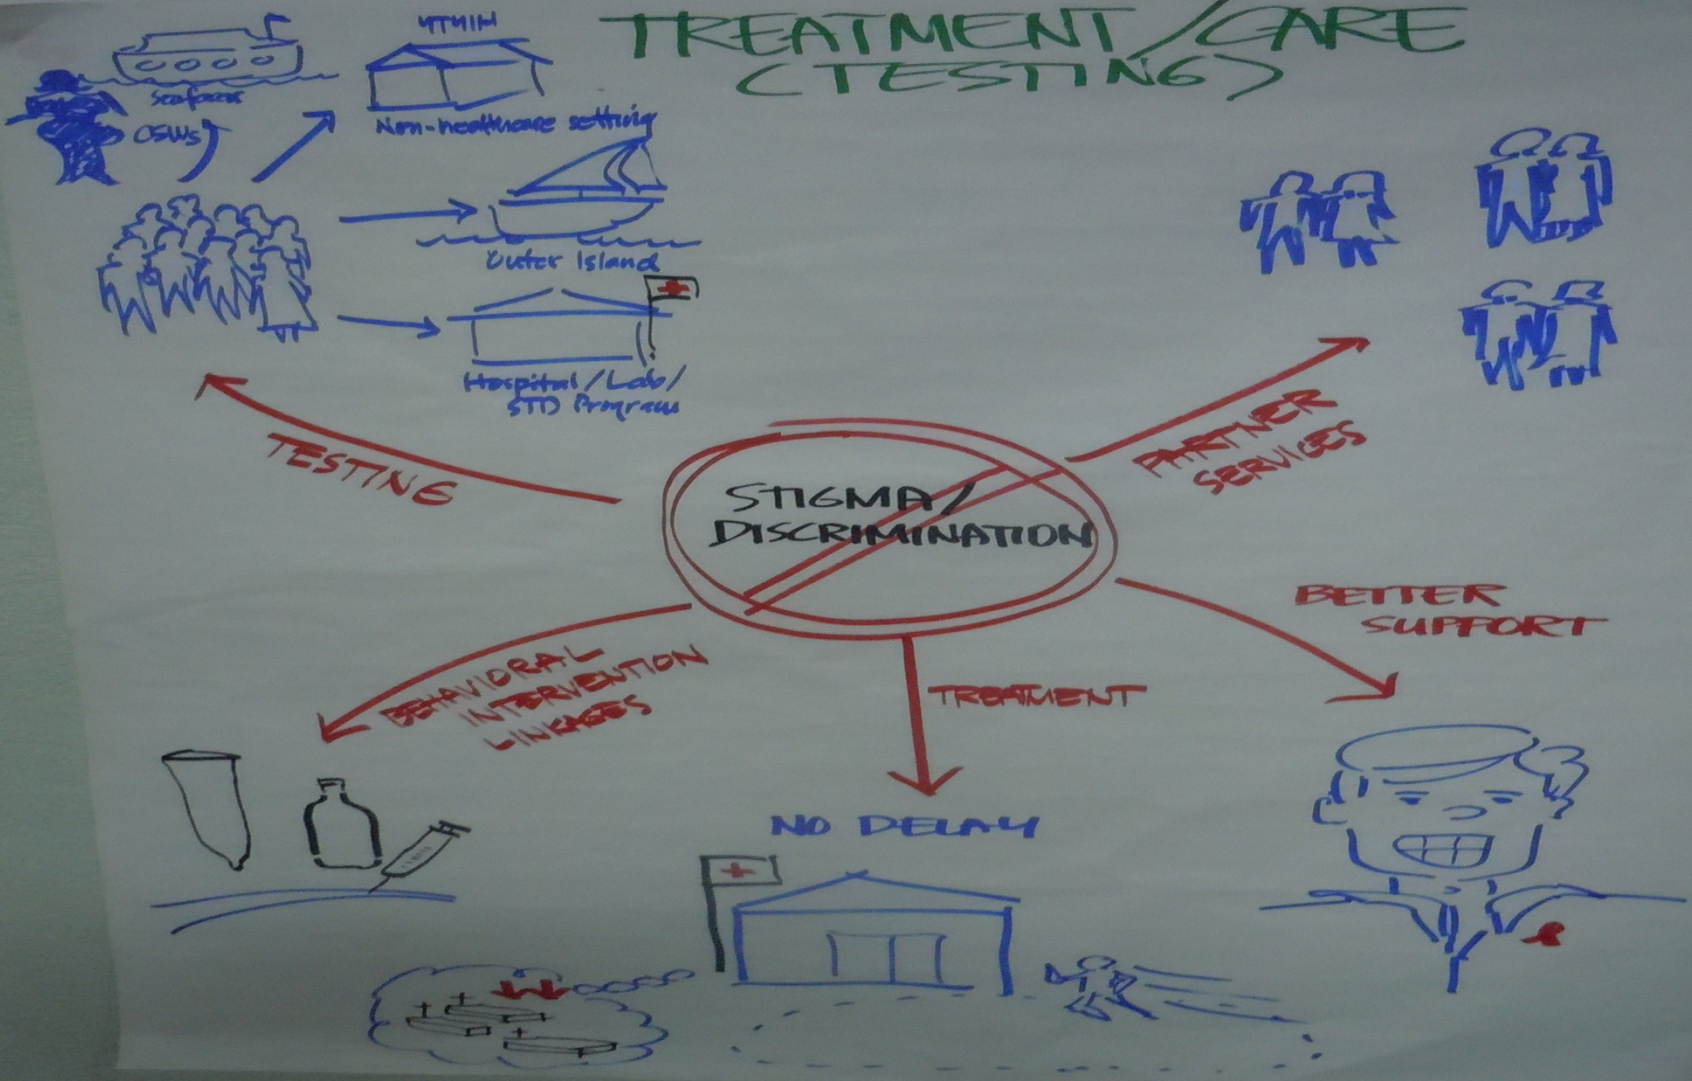 TREATMENT/CARE
(TESTING)
Seafarers
Non-healthcare setting
Outer Island
Hospital/Lab/
STD Program
TESTING
PARTNER
SERVICES
STIGMA/
DISCRIMINATION
BETTER
SUPPORT
BEHAVIORAL
INTERVENTION
LINKAGES
TREATMENT
NO DELAY